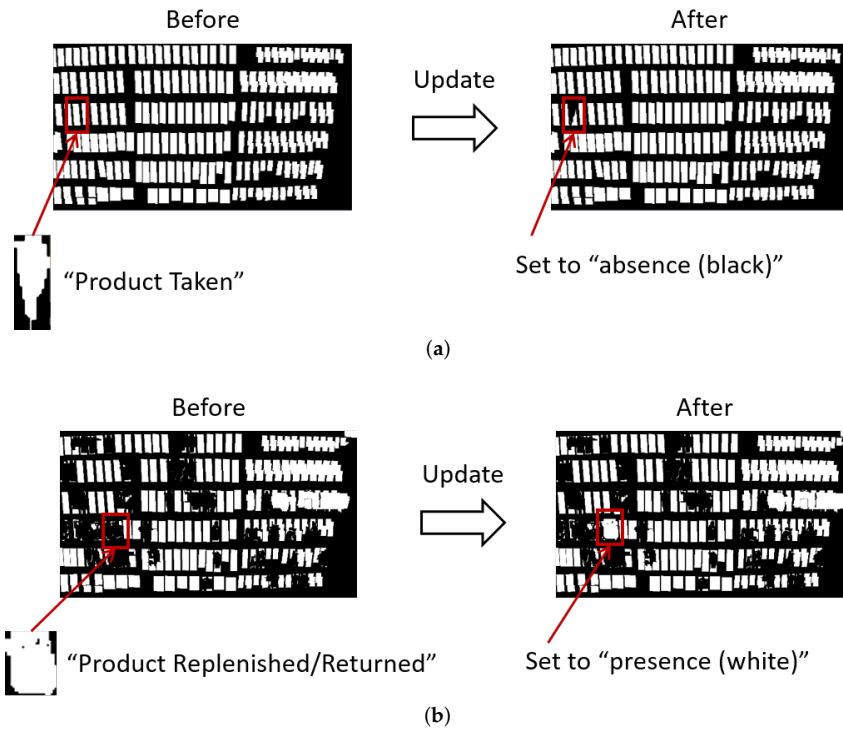 Before
After
Update
“Product Taken”
Set to “absence (black)”
(a)
Before
After
Update
“Product Replenished/Returned”
Set to “presence (white)”
(b)